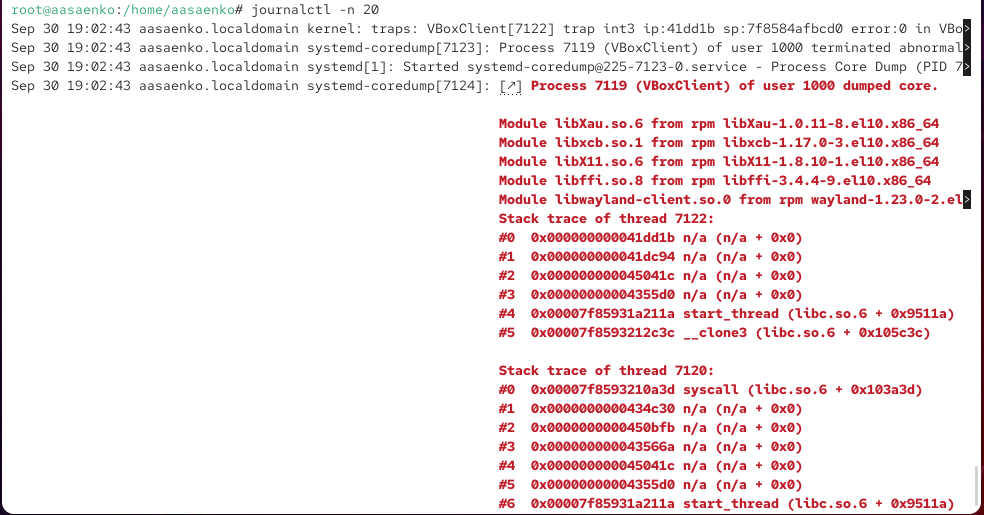 root@aasaenko:/home/aasaenko# journalctl -n 20
Sep 30 19:02:43 aasaenko.localdomain kernel: traps: VBoxClient[7122] trap int3 ip:41dd1b sp:7f8584afbcd0 error:0 in VBo>
Sep 30 19:02:43 aasaenko.localdomain systemd-coredump[7123]: Process 7119 (VBoxClient) of user 1000 terminated abnormal>
Sep 30 19:02:43 aasaenko.localdomain systemd[1]: Started systemd-coredump@225-7123-0.service - Process Core Dump (PID 7>
Sep 30 19:02:43 aasaenko.localdomain systemd-coredump[7124]: [↗] Process 7119 (VBoxClient) of user 1000 dumped core.
Module libXau.so.6 from rpm libXau-1.0.11-8.el10.x86_64
Module libxcb.so.1 from rpm libxcb-1.17.0-3.el10.x86_64
Module libX11.so.6 from rpm libX11-1.8.10-1.el10.x86_64
Module libffi.so.8 from rpm libffi-3.4.4-9.el10.x86_64
Module libwayland-client.so.0 from rpm wayland-1.23.0-2.el>
Stack trace of thread 7122:
#0  0x000000000041dd1b n/a (n/a + 0x0)
#1  0x000000000041dc94 n/a (n/a + 0x0)
#2  0x000000000045041c n/a (n/a + 0x0)
#3  0x00000000004355d0 n/a (n/a + 0x0)
#4  0x00007f85931a211a start_thread (libc.so.6 + 0x9511a)
#5  0x00007f8593212c3c __clone3 (libc.so.6 + 0x105c3c)
Stack trace of thread 7120:
#0  0x00007f8593210a3d syscall (libc.so.6 + 0x103a3d)
#1  0x0000000000434c30 n/a (n/a + 0x0)
#2  0x0000000000450bfb n/a (n/a + 0x0)
#3  0x000000000043566a n/a (n/a + 0x0)
#4  0x000000000045041c n/a (n/a + 0x0)
#5  0x00000000004355d0 n/a (n/a + 0x0)
#6  0x00007f85931a211a start_thread (libc.so.6 + 0x9511a)